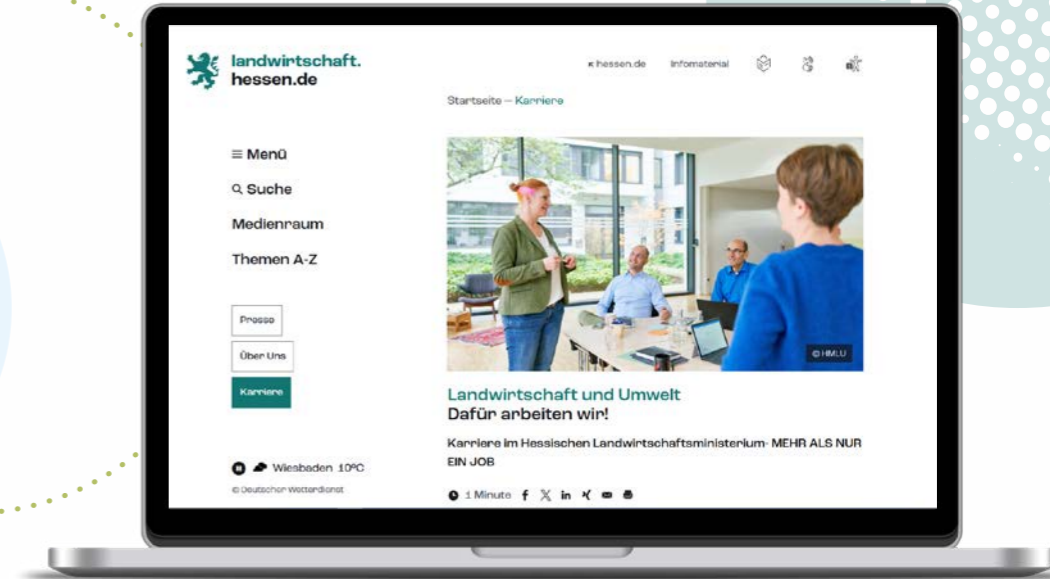 landwirtschaft.
hessen.de
hessen.de Infomaterial
Startseite – Karriere
Menü
Suche
Medienraum
Themen A-Z
Presse
Über Uns
Karriere
© HMLU
Landwirtschaft und Umwelt
Dafür arbeiten wir!
Karriere im Hessischen Landwirtschaftsministerium- MEHR ALS NUR
EIN JOB
Wiesbaden 10°C
© Deutscher Wetterdienst
1 Minute